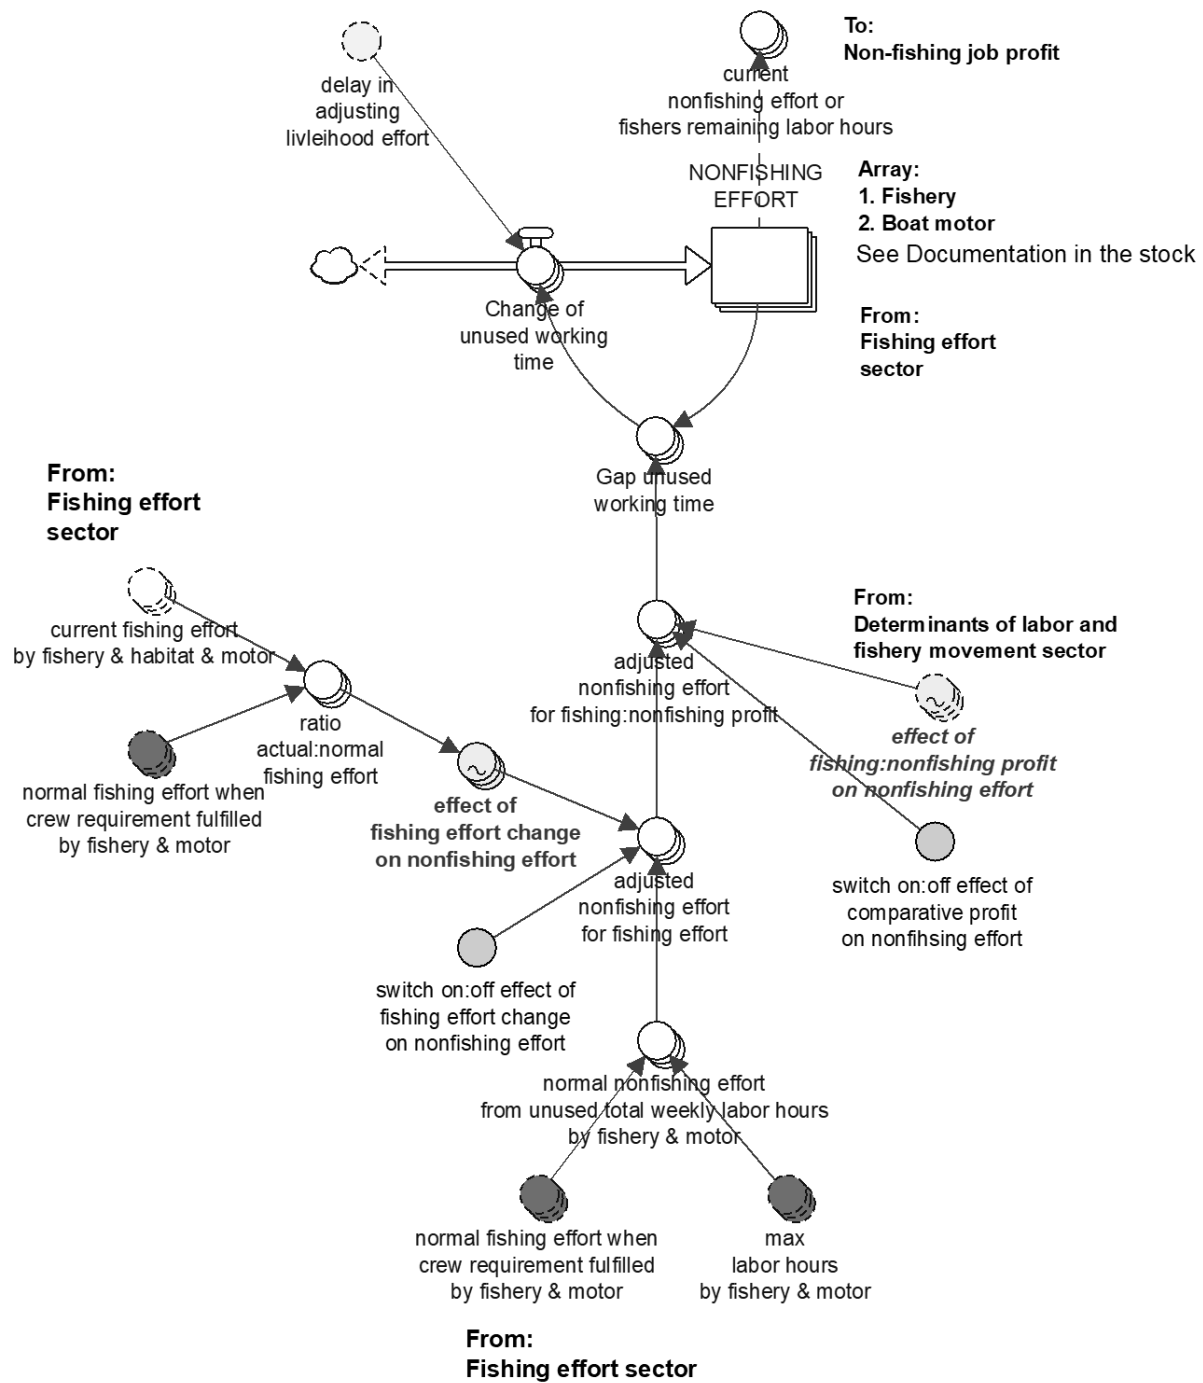 To:
Non-fishing job profit
delay in
adjusting
livleihood effort
current
nonfishing effort or
fishers remaining labor hours
NONFISHING
EFFORT
Array:
1. Fishery
2. Boat motor
See Documentation in the stock
Change of
unused working
time
From:
Fishing effort
sector
Gap unused
working time
From:
Fishing effort
sector
current fishing effort
by fishery & habitat & motor
ratio
actual:normal
fishing effort
normal fishing effort when
crew requirement fulfilled
by fishery & motor
effect of
fishing effort change
on nonfishing effort
adjusted
nonfishing effort
for fishing:nonfishing profit
From:
Determinants of labor and
fishery movement sector
effect of
fishing:nonfishing profit
on nonfishing effort
adjusted
nonfishing effort
for fishing effort
switch on:off effect of
comparative profit
on nonfihsing effort
switch on:off effect of
fishing effort change
on nonfishing effort
normal nonfishing effort
from unused total weekly labor hours
by fishery & motor
normal fishing effort when
crew requirement fulfilled
by fishery & motor
max
labor hours
by fishery & motor
From:
Fishing effort sector